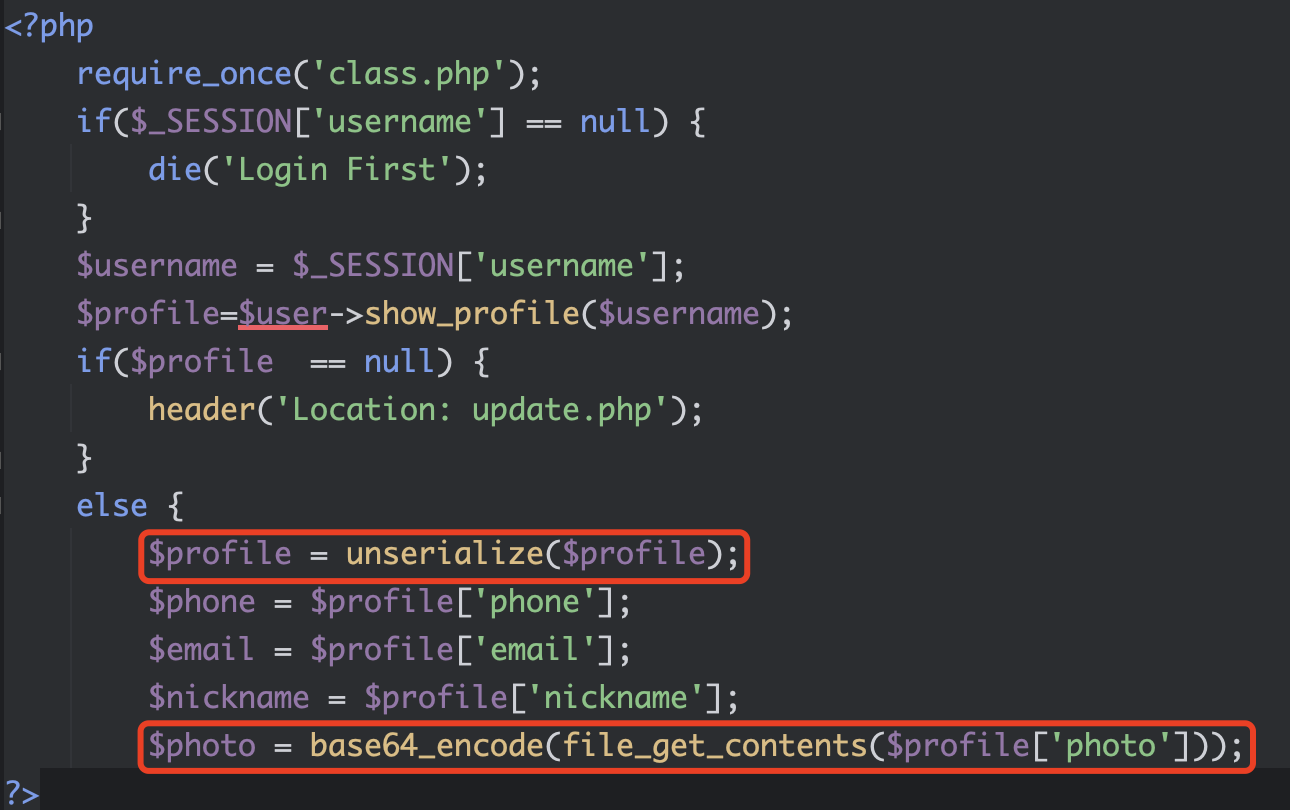 <?php
require_once('class.php');
if($_SESSION['username'] == null) {
die('Login First');
}
$username = $_SESSION['username'];
$profile=$user->show_profile($username);
if($profile  == null) {
header('Location: update.php');
}
else {
$profile = unserialize($profile);
$phone = $profile['phone'];
$email = $profile['email'];
$nickname = $profile['nickname'];
$photo = base64_encode(file_get_contents($profile['photo']));
?>